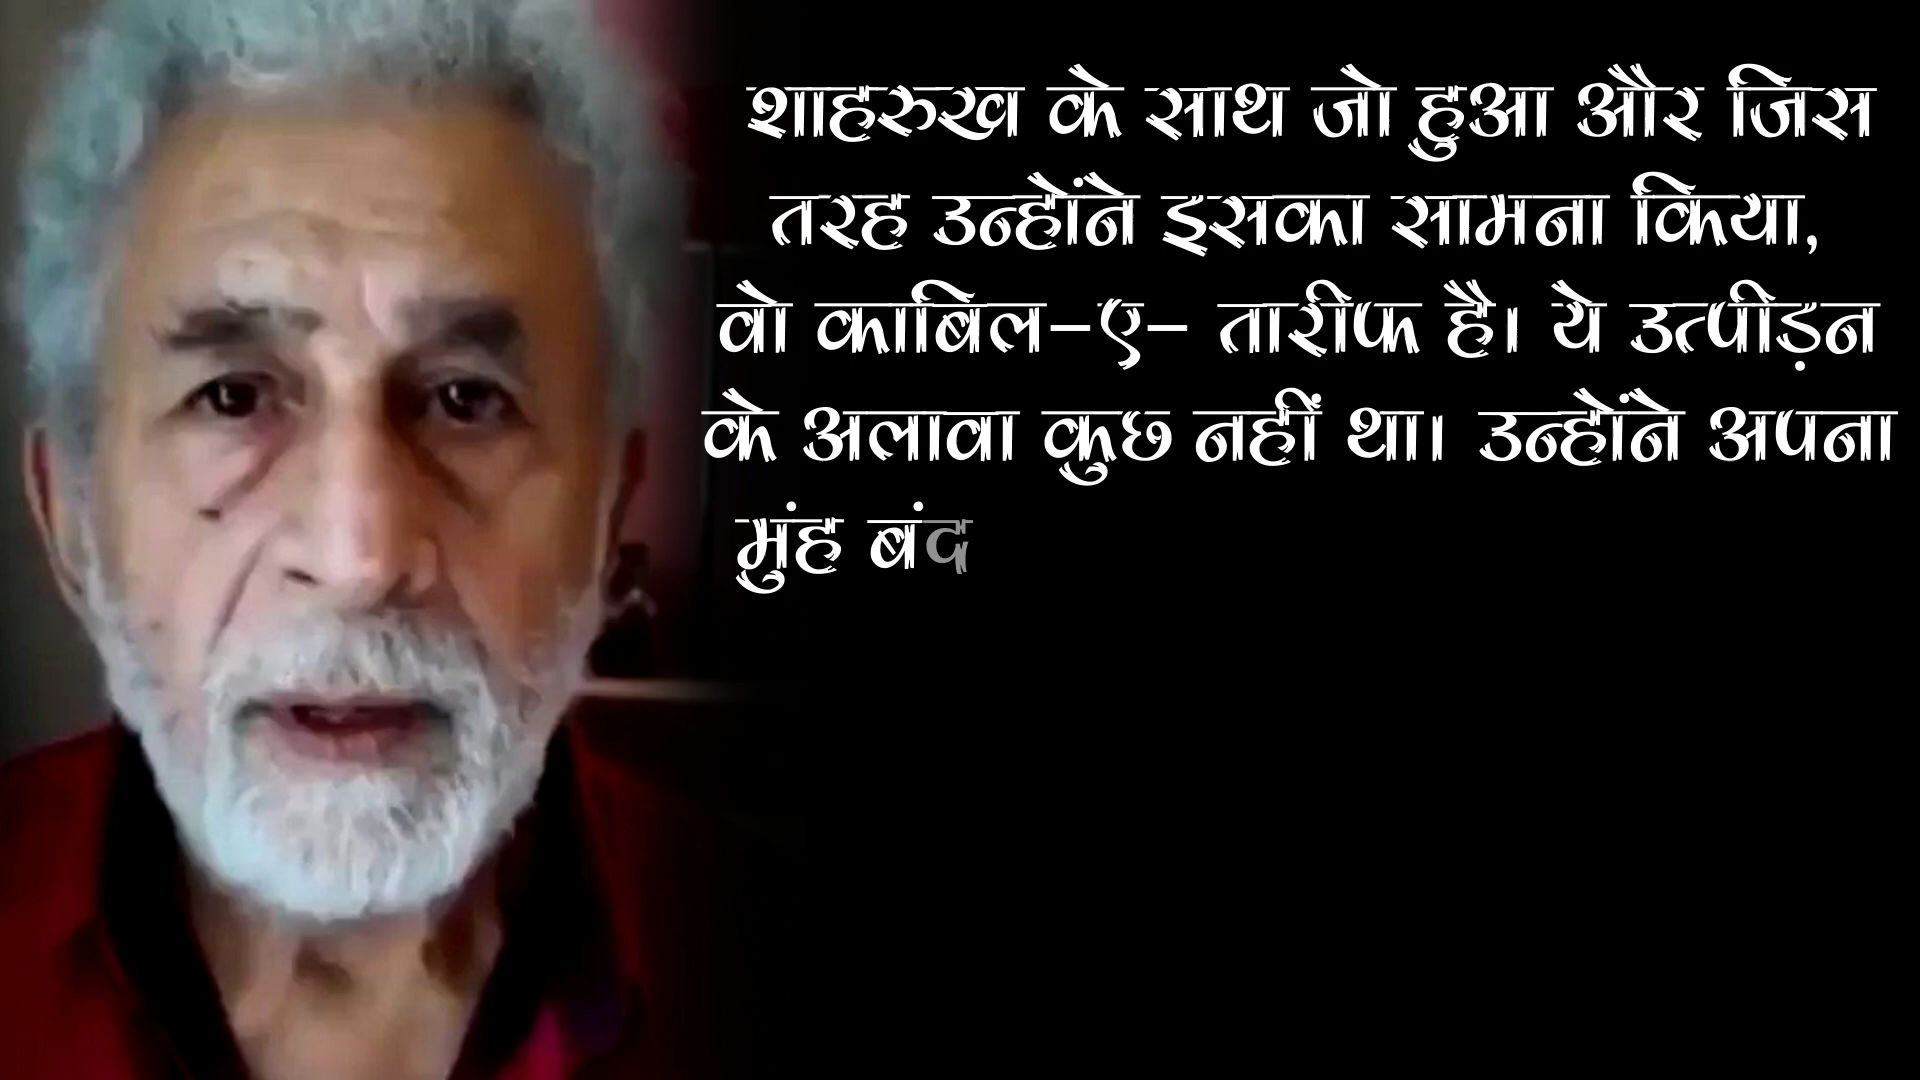 शाहरुख के साथ जो हुआ और जिस
तरह उन्होंने इसका सामना किया,
वो काबिल-ए- तारीफ है। ये उत्पीड़न
के अलावा कुछ नहीं था। उन्होंने अपना
मुंह बंद